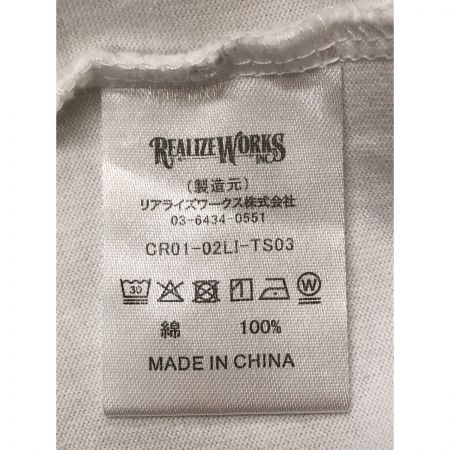 REALIZE WORKS
INC
(製造元)
リアライズワークス株式会社
03-6434-0551
CR01-02LI-TS03
30 W
綿 100%
MADE IN CHINA